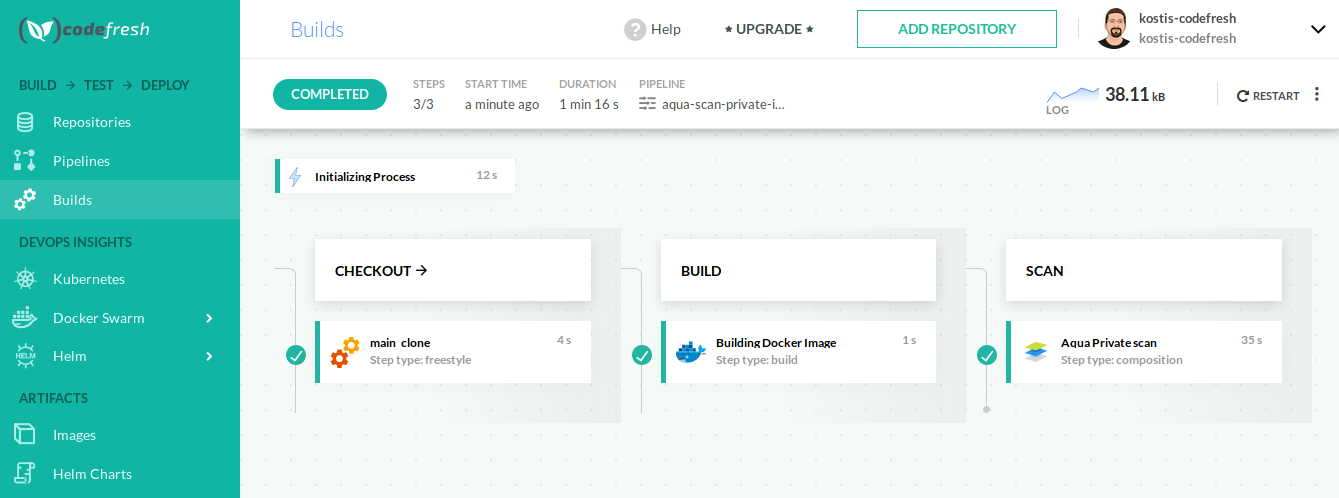 codefresh
Builds
Help
UPGRADE
ADD REPOSITORY
kostis-codefresh
kostis-codefresh
BUILD → TEST → DEPLOY
Repositories
Pipelines
Builds
DEVOPS INSIGHTS
Kubernetes
Docker Swarm
Helm
HELM
ARTIFACTS
Images
Helm Charts
COMPLETED
STEPS
3/3
START TIME
a minute ago
DURATION
1 min 16 s
PIPELINE
aqua-scan-private-i...
LOG
38.11 kB
RESTART
Initializing Process
12 s
CHECKOUT →
main_clone
4 s
Step type: freestyle
BUILD
Building Docker Image
1 s
Step type: build
SCAN
Aqua Private scan
35 s
Step type: composition